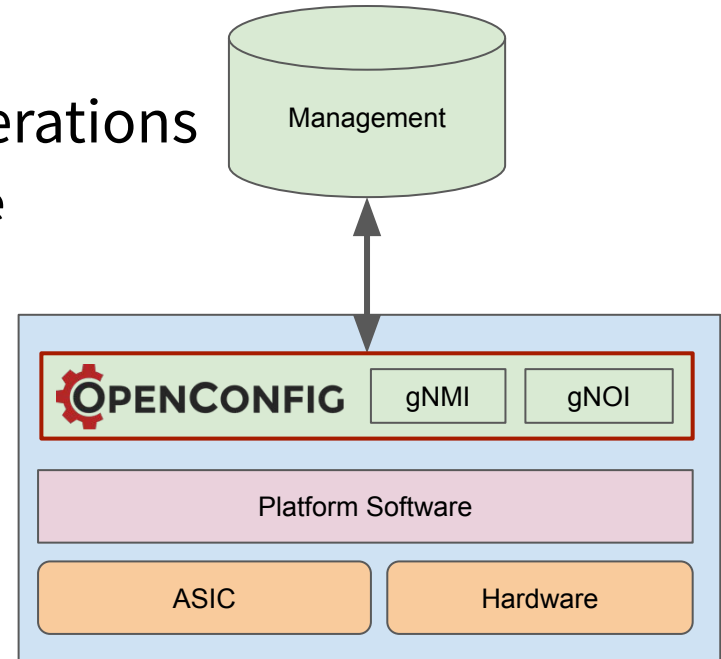 erations
e
Management
OPENCONFIG
gNMI
gNOI
Platform Software
ASIC
Hardware